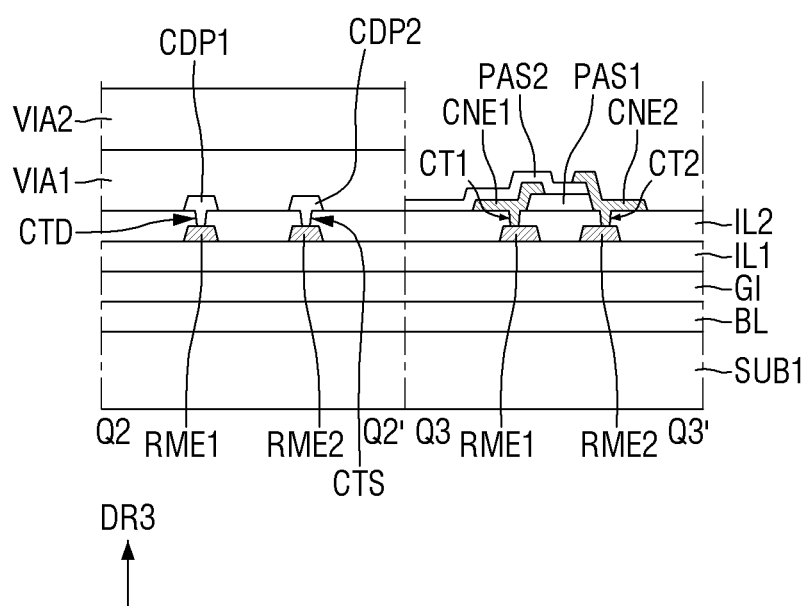 CDP1 CDP2
PAS2 PAS1
VIA2 CNE1 CNE2
VIA1 CT1 CT2
CTD IL2
IL1
GI
BL
SUB1
Q2 RME1 RME2 Q2' Q3 RME1 RME2 Q3'
CTS
DR3